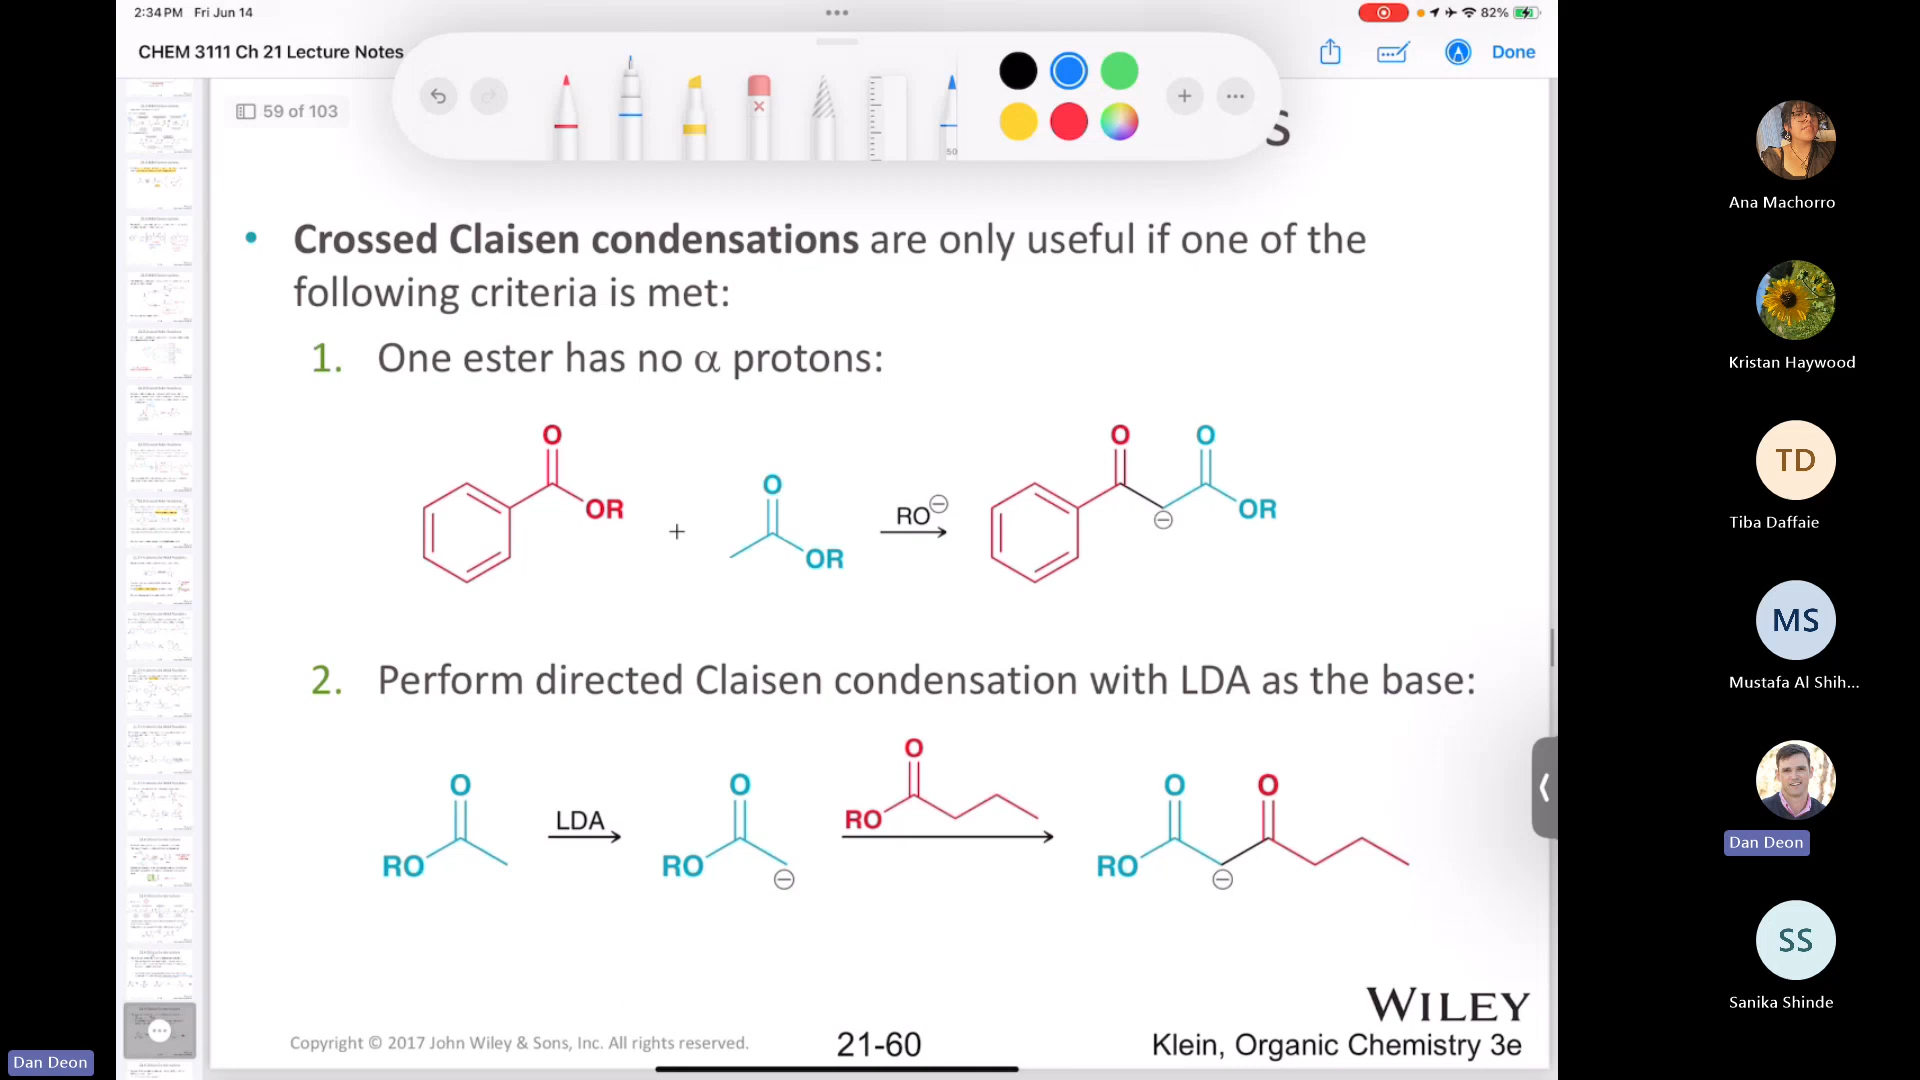 2:34 PM Fri Jun 14
82%
CHEM 3111 Ch 21 Lecture Notes
Done
59 of 103
50
S
• Crossed Claisen condensations are only useful if one of the
following criteria is met:
1. One ester has no α protons:
O
OR
+
O
OR
RO⊖
O
O
⊖
OR
2. Perform directed Claisen condensation with LDA as the base:
O
RO
LDA
O
RO
⊖
O
RO
O
O
RO
⊖
WILEY
Copyright © 2017 John Wiley & Sons, Inc. All rights reserved.
21-60
Klein, Organic Chemistry 3e
Ana Machorro
Kristan Haywood
TD
Tiba Daffaie
MS
Mustafa Al Shih...
Dan Deon
SS
Sanika Shinde
Dan Deon